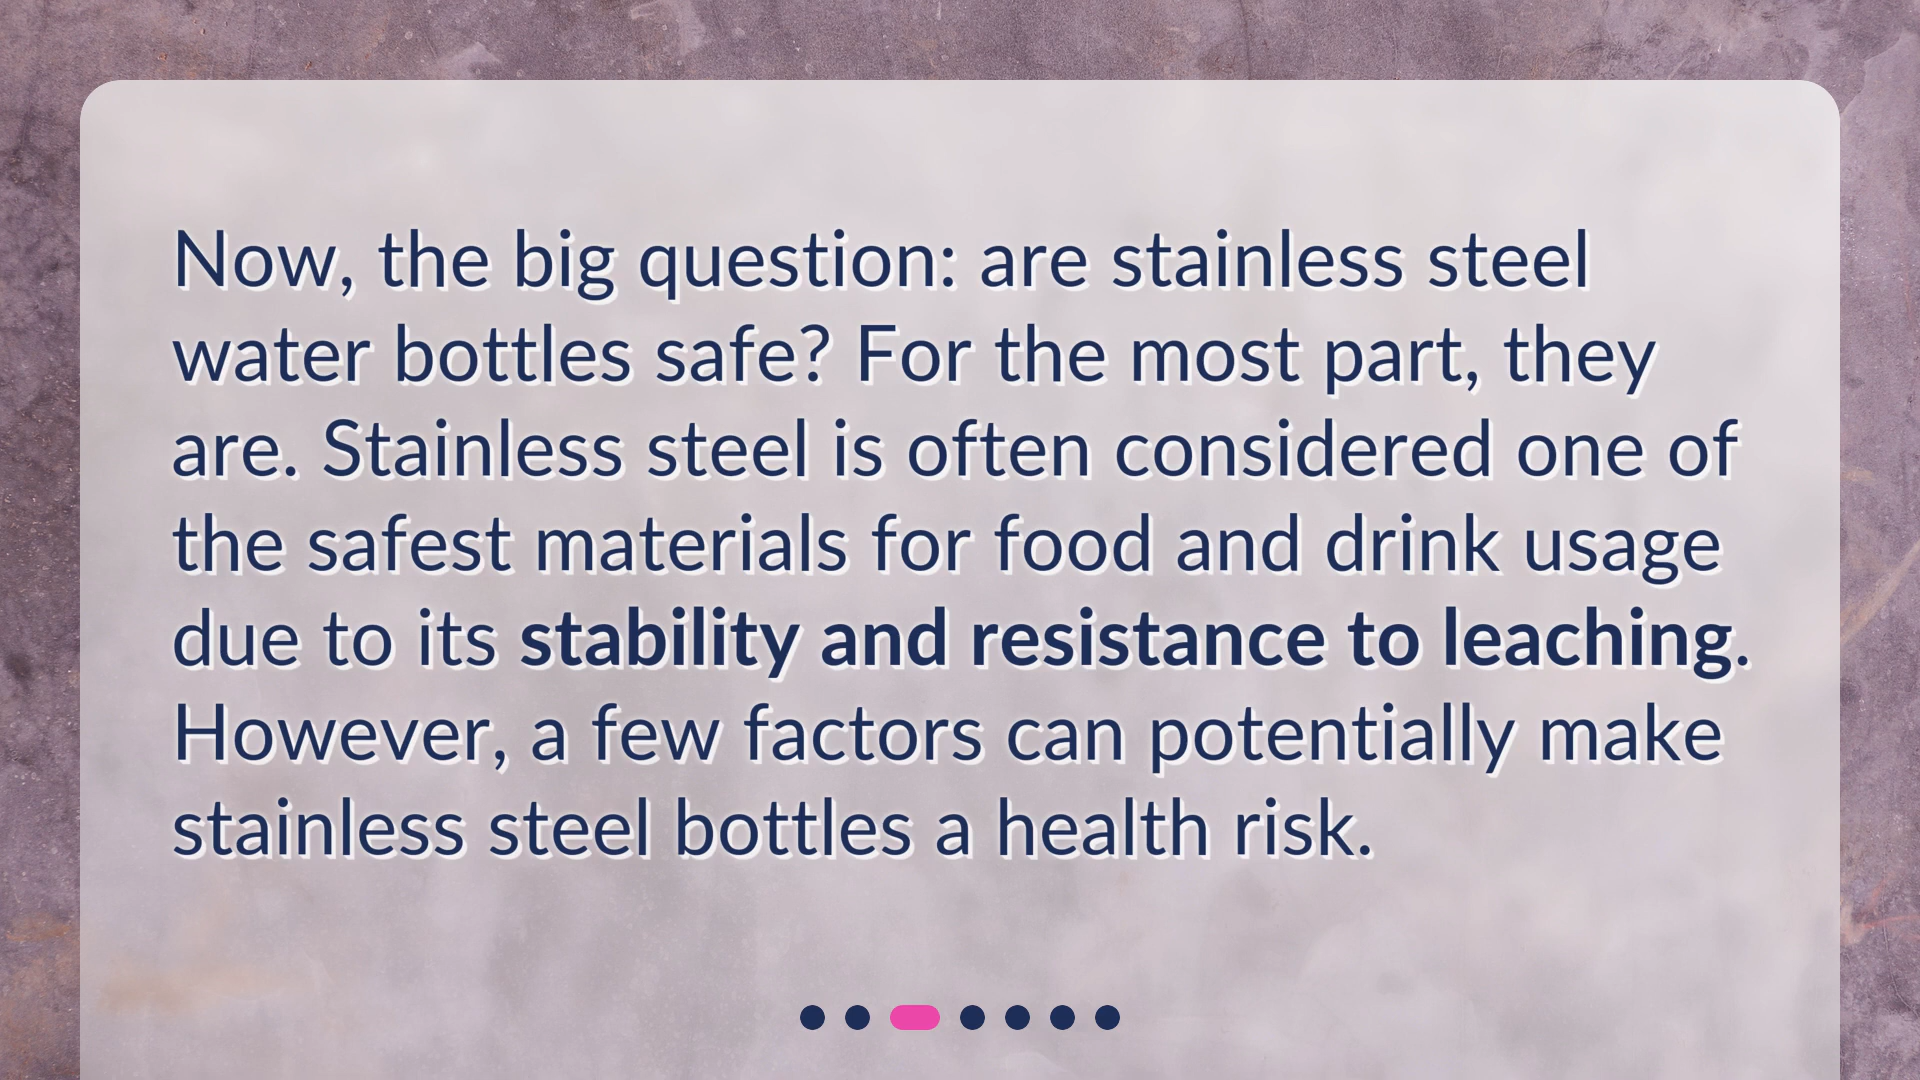 Now, the big question: are stainless steel
water bottles safe? For the most part, they
are. Stainless steel is often considered one of
the safest materials for food and drink usage
due to its stability and resistance to leaching.
However, a few factors can potentially make
stainless steel bottles a health risk.